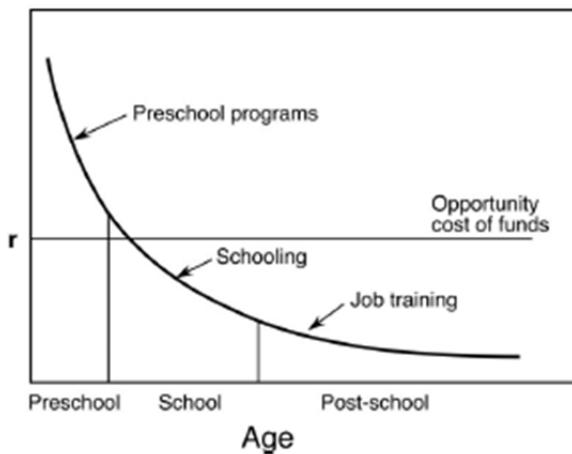 Preschool programs
Opportunity
cost of funds
r
Schooling
Job training
Preschool
School
Post-school
Age